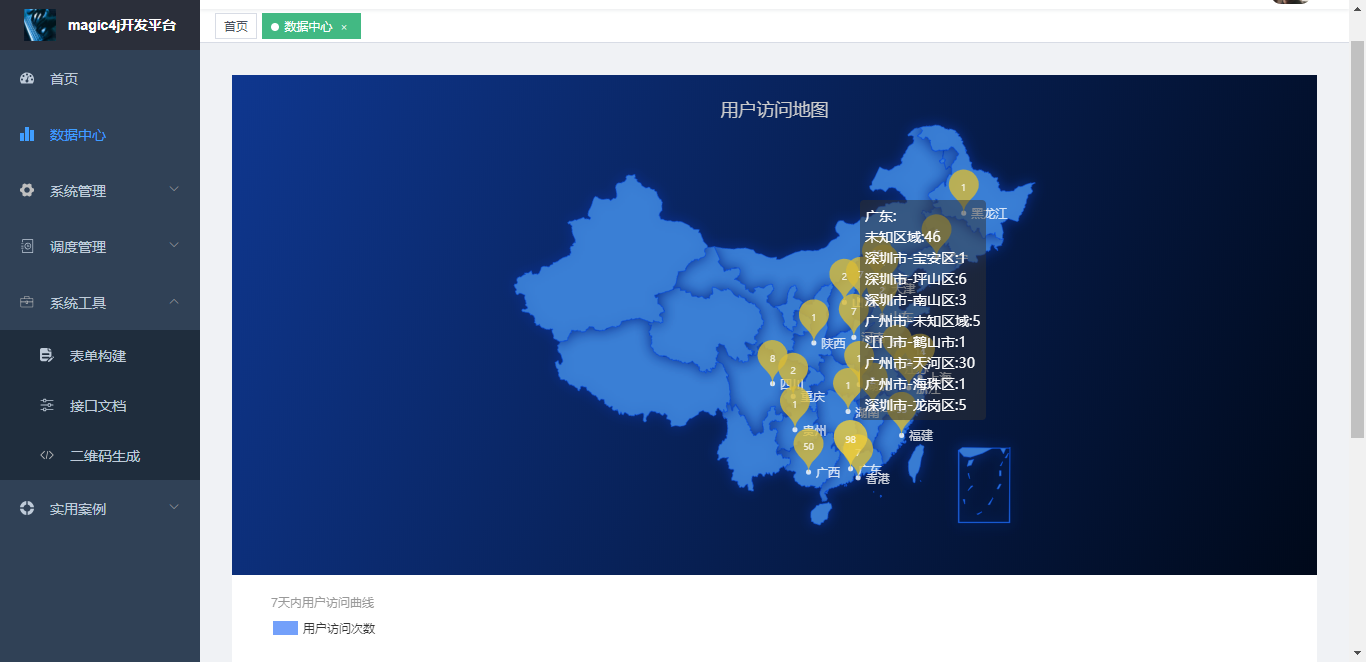 magic4j开发平台
首页
数据中心
系统管理
调度管理
系统工具
表单构建
接口文档
二维码生成
实用案例
首页
数据中心 ×
用户访问地图
1
黑龙江
广东:
未知区域:46
深圳市-宝安区:1
深圳市-坪山区:6
深圳市-南山区:3
广州市-未知区域:5
江门市-鹤山市:1
广州市-天河区:30
广州市-海珠区:1
深圳市-龙岗区:5
2
1
7
陕西
8
2
四川
重庆
1
1
1
湖南
贵州
50
98
福建
广西
广东
香港
7天内用户访问曲线
用户访问次数